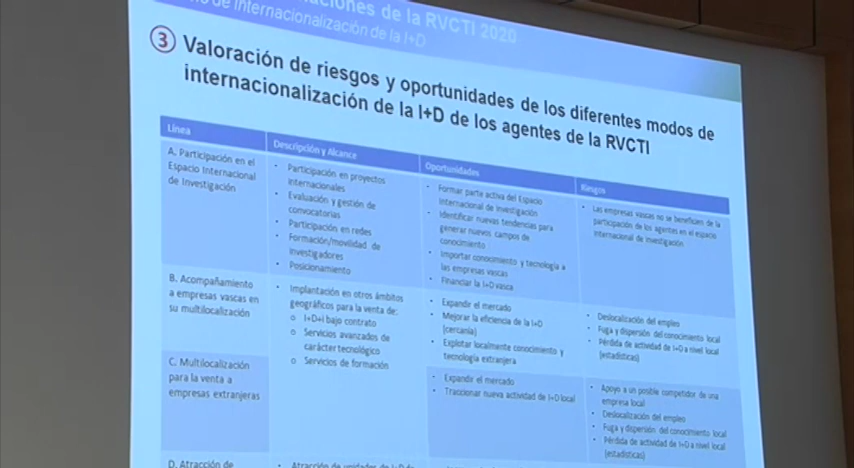 ciones de la RVCTI 2020
de Internacionalización de la I+D
3 Valoración de riesgos y oportunidades de los diferentes modos de
internacionalización de la I+D de los agentes de la RVCTI
Línea
Descripción y Alcance
Oportunidades
Riesgos
A. Participación en el
Espacio Internacional
de Investigación
• Participación en proyectos
internacionales
• Evaluación y gestión de
convocatorias
• Participación en redes
• Formación/movilidad de
investigadores
• Posicionamiento
• Formar parte activa del Espacio
Internacional de Investigación
• Identificar nuevas tendencias para
generar nuevos campos de
conocimiento
• Importar conocimiento y tecnología a
las empresas vascas
• Financiar la I+D vasca
• Las empresas vascas no se beneficien de la
participación de los agentes en el espacio
internacional de investigación
B. Acompañamiento
a empresas vascas en
su multilocalización
• Implantación en otros ámbitos
geográficos para la venta de:
o I+D+i bajo contrato
o Servicios avanzados de
carácter tecnológico
o Servicios de formación
• Expandir el mercado
• Mejorar la eficiencia de la I+D
(cercanía)
• Explotar localmente conocimiento y
tecnología extranjera
• Deslocalización del empleo
• Fuga y dispersión del conocimiento local
• Pérdida de actividad de I+D a nivel local
(estadísticas)
C. Multilocalización
para la venta a
empresas extranjeras
• Expandir el mercado
• Traccionar nueva actividad de I+D local
• Apoyo a un posible competidor de una
empresa local
• Deslocalización del empleo
• Fuga y dispersión del conocimiento local
• Pérdida de actividad de I+D a nivel local
(estadísticas)
D. Atracción de
• Atracción de unidades de I+D de